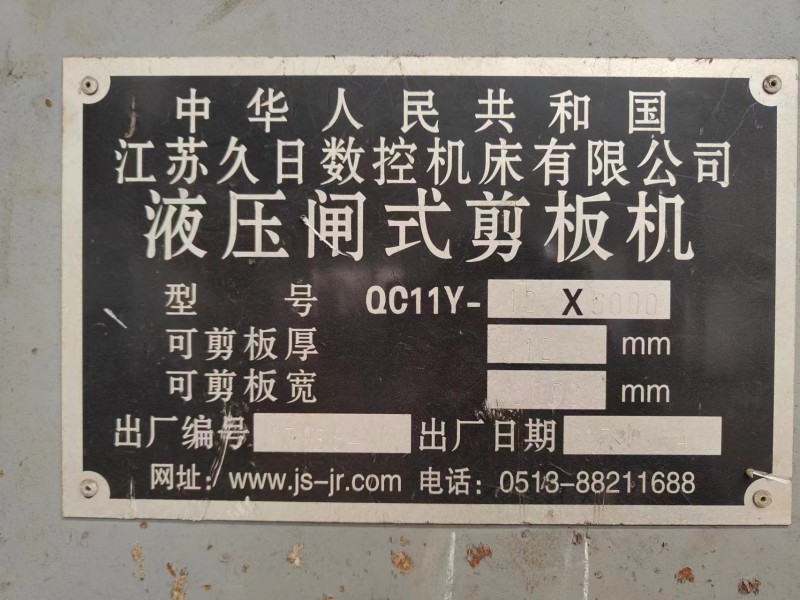 中华人民共和国
江苏久日数控机床有限公司
液压闸式剪板机
型 号 QC11Y- X 6000
可剪板厚 mm
可剪板宽 mm
出厂编号 出厂日期
网址：www.js-jr.com 电话：0513-88211688